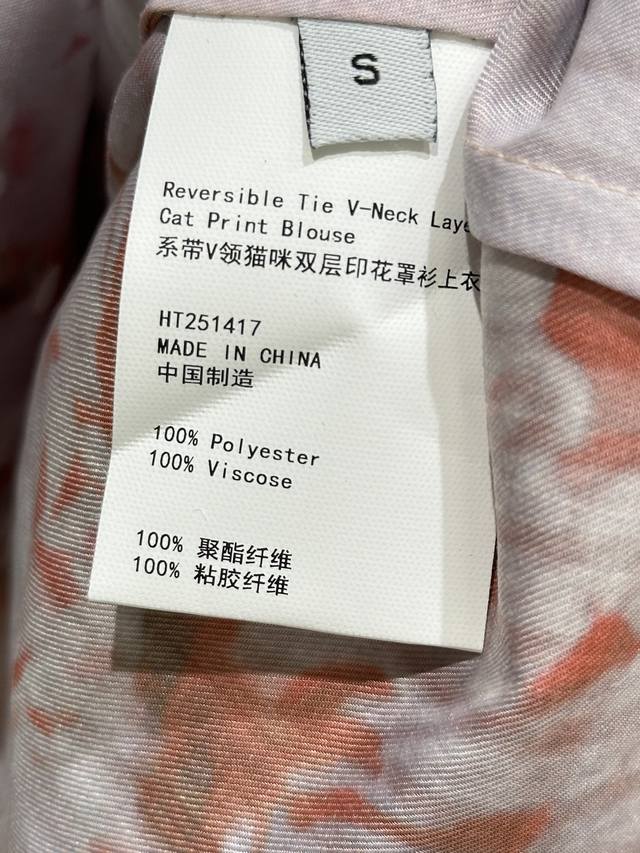 S
Reversible Tie V-Neck
Cat Print Blouse
系带V领猫咪双层印花罩衫上衣
HT251417
MADE IN CHINA
中国制造
100% Polyester
100% Viscose
100% 聚酯纤维
100% 粘胶纤维